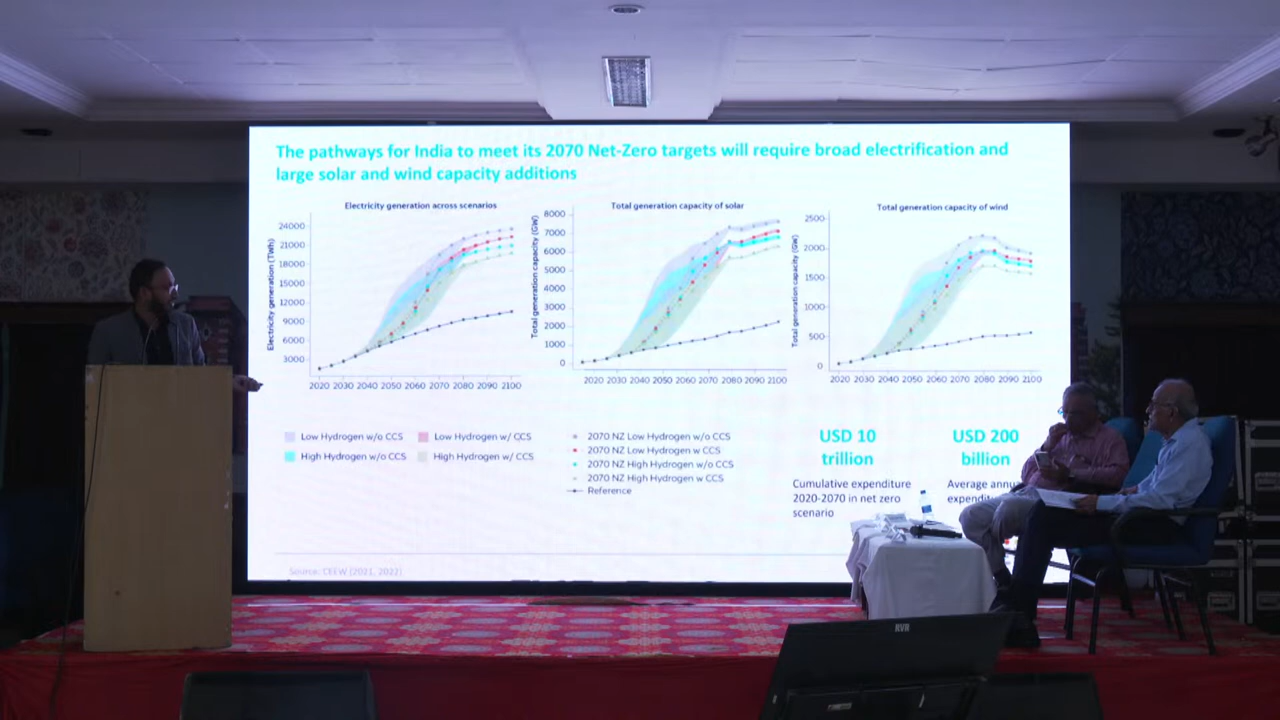 The pathways for India to meet its 2070 Net-Zero targets will require broad electrification and
large solar and wind capacity additions
Electricity generation across scenarios
Electricity generation (TWh)
24000
21000
18000
15000
12000
9000
6000
3000
2020 2030 2040 2050 2060 2070 2080 2090 2100
Total generation capacity of solar
Total generation capacity (GW)
8000
7000
6000
5000
4000
3000
2000
1000
0
2020 2030 2040 2050 2060 2070 2080 2090 2100
Total generation capacity of wind
Total generation capacity (GW)
2500
2000
1500
1000
500
0
2020 2030 2040 2050 2060 2070 2080 2090 2100
Low Hydrogen w/o CCS
Low Hydrogen w/ CCS
High Hydrogen w/o CCS
High Hydrogen w/ CCS
2070 NZ Low Hydrogen w/o CCS
2070 NZ Low Hydrogen w CCS
2070 NZ High Hydrogen w/o CCS
2070 NZ High Hydrogen w CCS
Reference
USD 10
trillion
Cumulative expenditure
2020-2070 in net zero
scenario
USD 200
billion
Average
Source: CEEW (2021, 2022)
RVR